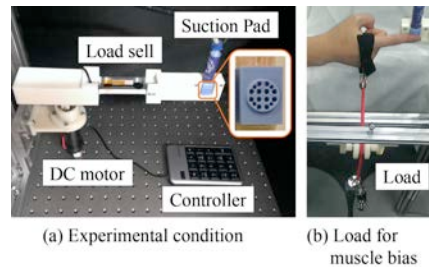 Suction Pad
Load sell
DC motor
Controller
Load
(a) Experimental condition
(b) Load for
muscle bias